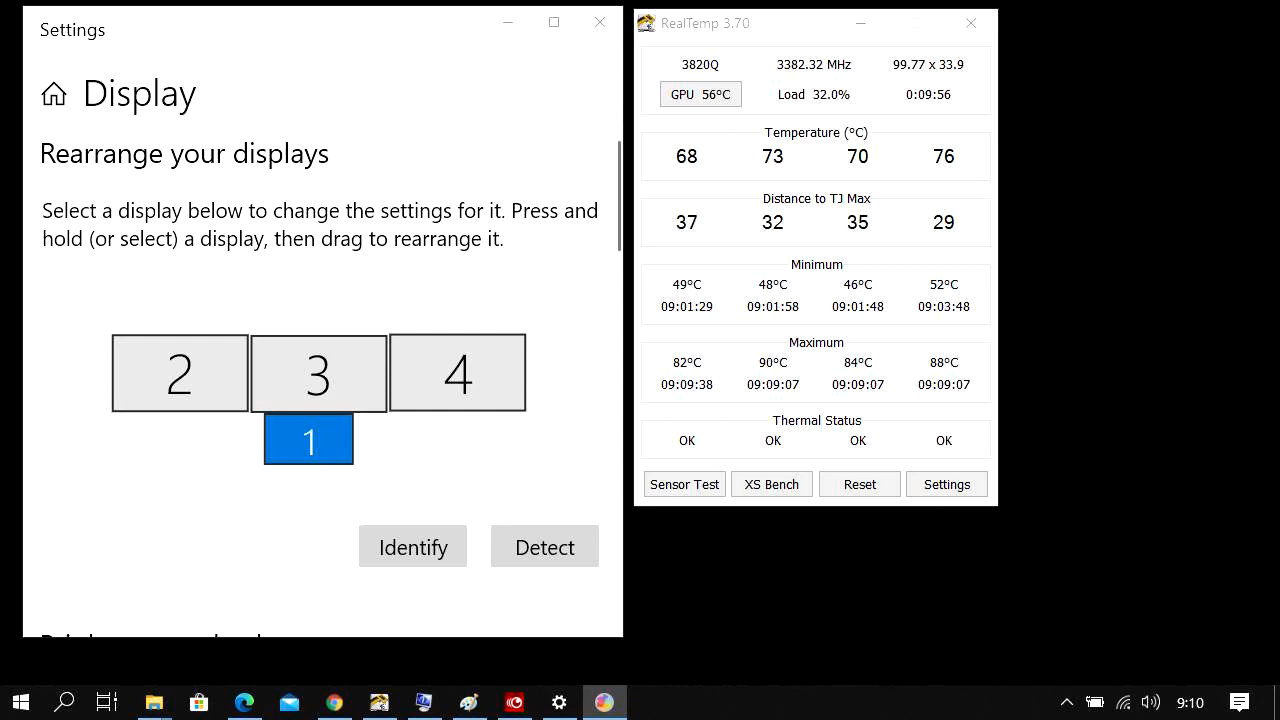 Settings
Display
Rearrange your displays
Select a display below to change the settings for it. Press and
hold (or select) a display, then drag to rearrange it.
2 3 4
1
Identify Detect
RealTemp 3.70
3820Q 3382.32 MHz 99.77 x 33.9
GPU 56°C Load 32.0% 0:09:56
Temperature (°C)
68 73 70 76
Distance to TJ Max
37 32 35 29
Minimum
49°C 48°C 46°C 52°C
09:01:29 09:01:58 09:01:48 09:03:48
Maximum
82°C 90°C 84°C 88°C
09:09:38 09:09:07 09:09:07 09:09:07
Thermal Status
OK OK OK OK
Sensor Test XS Bench Reset Settings
9:10